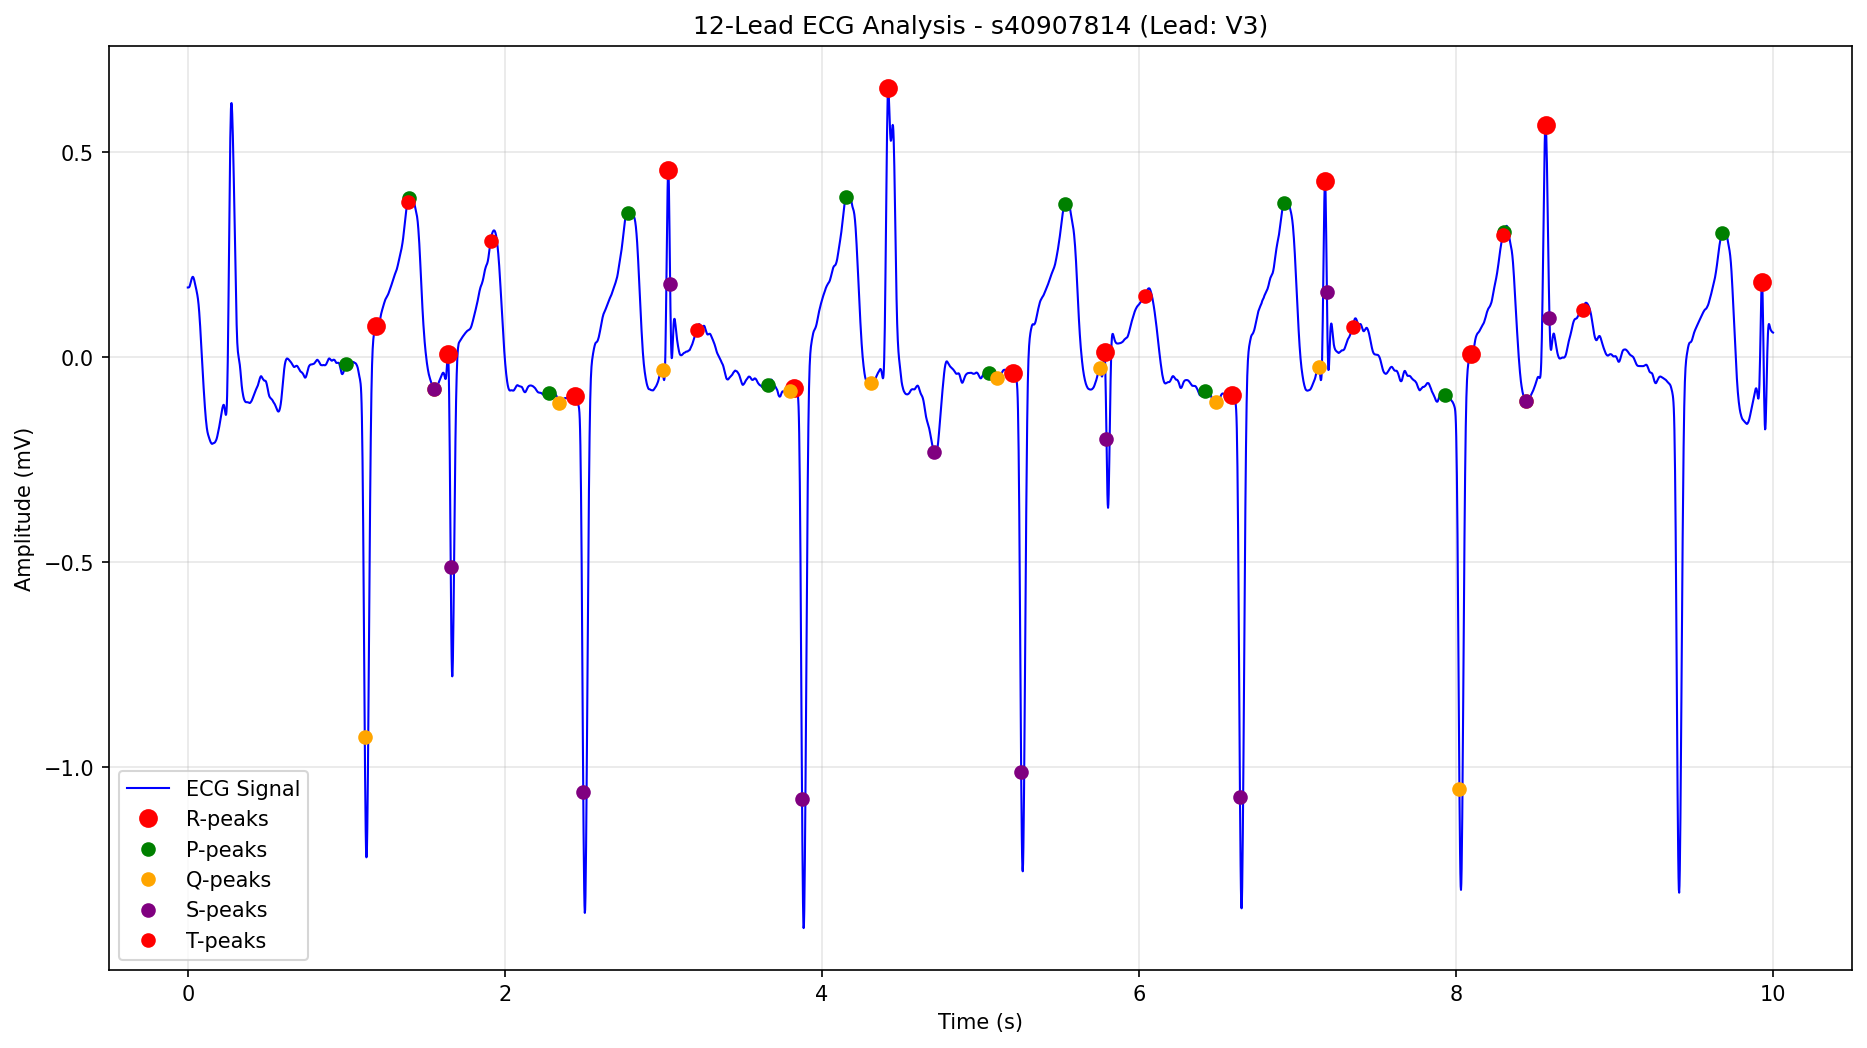 12-Lead ECG Analysis - s40907814 (Lead: V3)
Amplitude (mV)
0.5
0.0
−0.5
−1.0
ECG Signal
R-peaks
P-peaks
Q-peaks
S-peaks
T-peaks
0 2 4 6 8 10
Time (s)